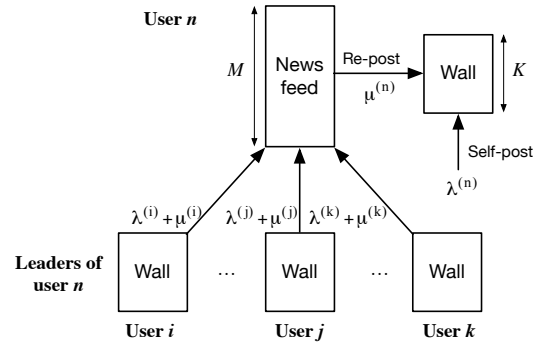 User n
News
feed
M
Re-post
μ^(n)
Wall
K
Self-post
λ^(n)
λ^(i) + μ^(i)
λ^(j) + μ^(j)
λ^(k) + μ^(k)
Leaders of
user n
Wall
...
Wall
...
Wall
User i
User j
User k